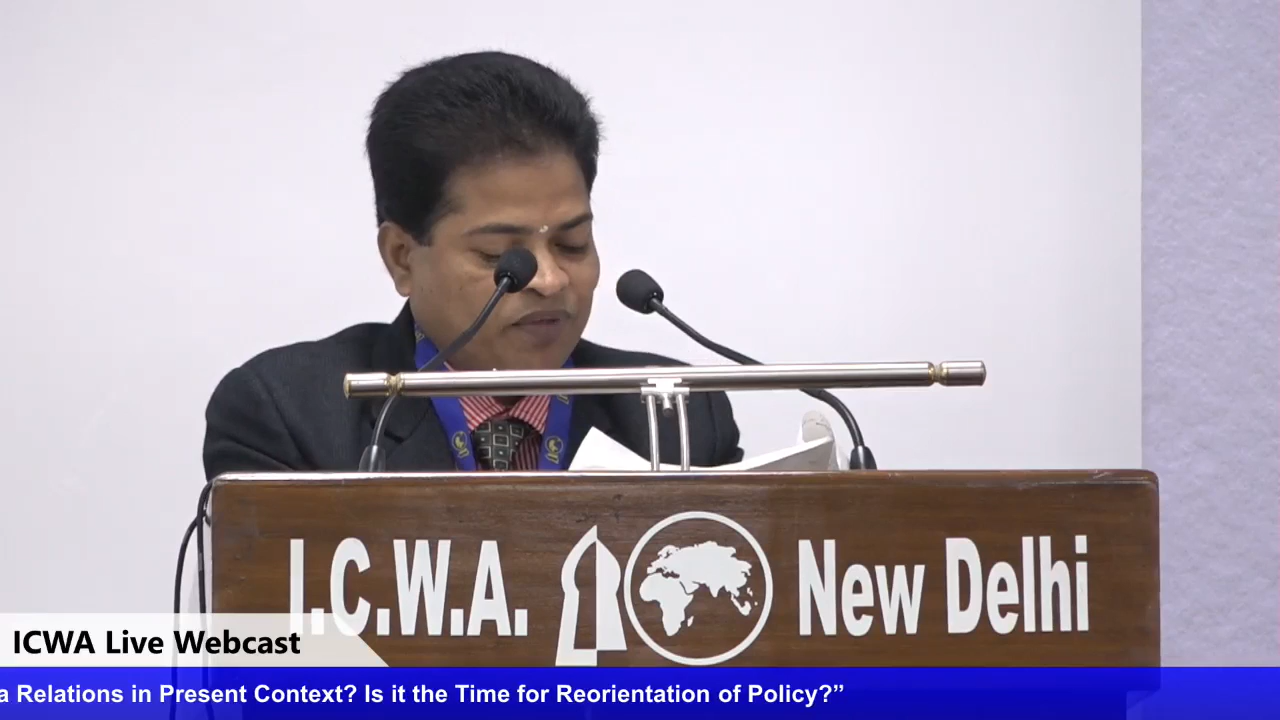 I.C.W.A. New Delhi
ICWA Live Webcast
a Relations in Present Context? Is it the Time for Reorientation of Policy?”